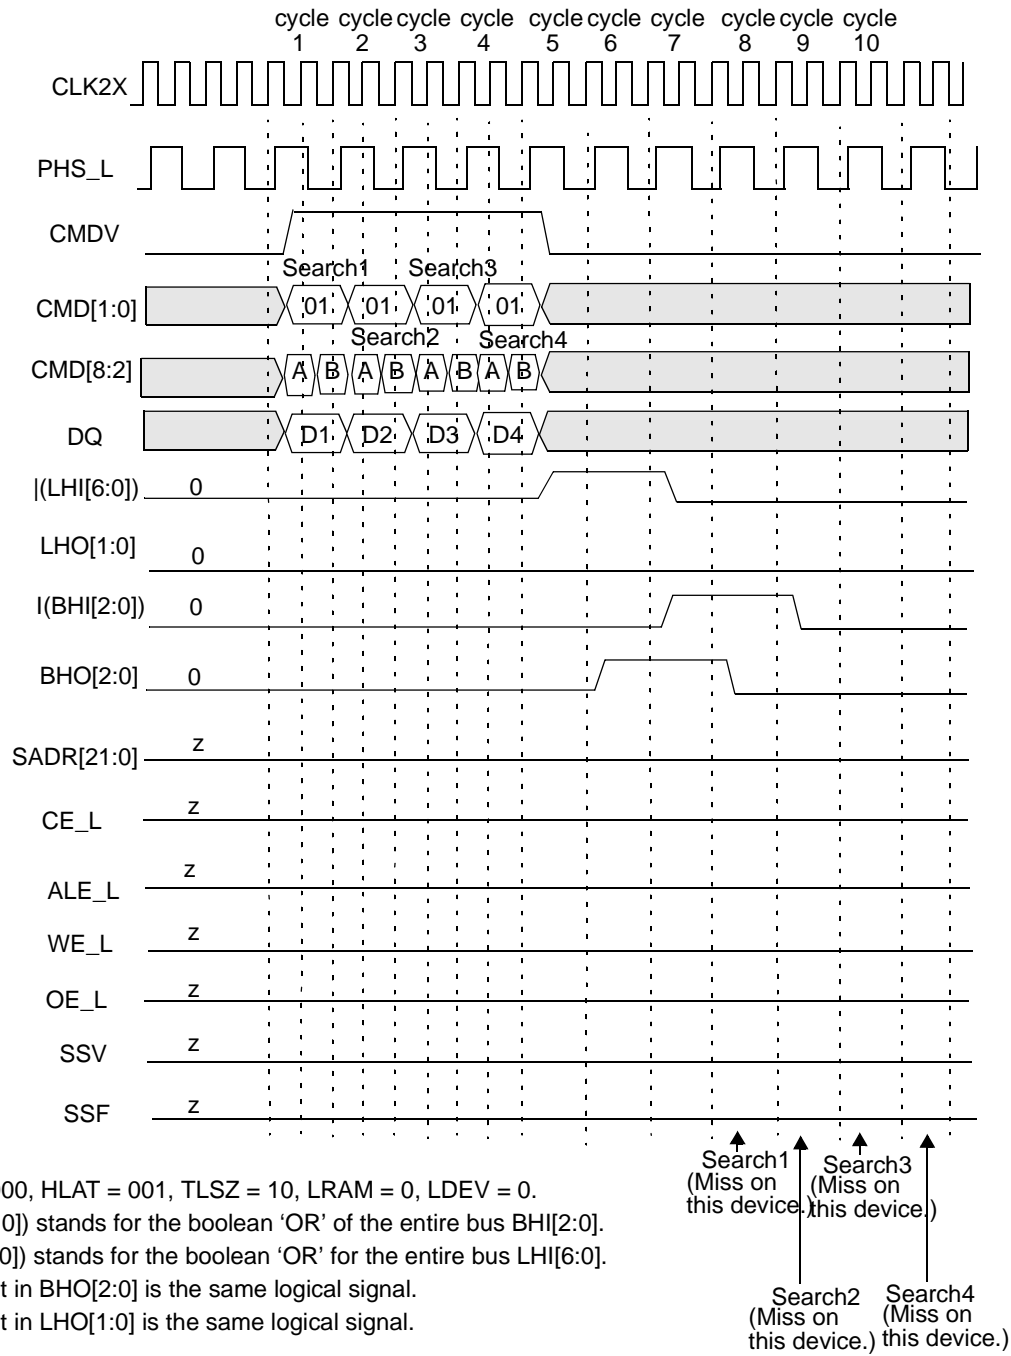 cycle cycle cycle cycle cycle cycle cycle cycle cycle cycle
1 2 3 4 5 6 7 8 9 10
CLK2X
PHS_L
CMDV
Search1 Search3
CMD[1:0] 01 01 01 01
Search2 Search4
CMD[8:2] A B A B A B A B
DQ D1 D2 D3 D4
|(LHI[6:0]) 0
LHO[1:0] 0
I(BHI[2:0]) 0
BHO[2:0] 0
SADR[21:0] z
CE_L z
ALE_L z
WE_L z
OE_L z
SSV z
SSF z
Search1
(Miss on
this device.)
Search3
(Miss on
this device.)
00, HLAT = 001, TLSZ = 10, LRAM = 0, LDEV = 0.
0]) stands for the boolean ‘OR’ of the entire bus BHI[2:0].
0]) stands for the boolean ‘OR’ for the entire bus LHI[6:0].
t in BHO[2:0] is the same logical signal.
t in LHO[1:0] is the same logical signal.
Search2
(Miss on
this device.)
Search4
(Miss on
this device.)